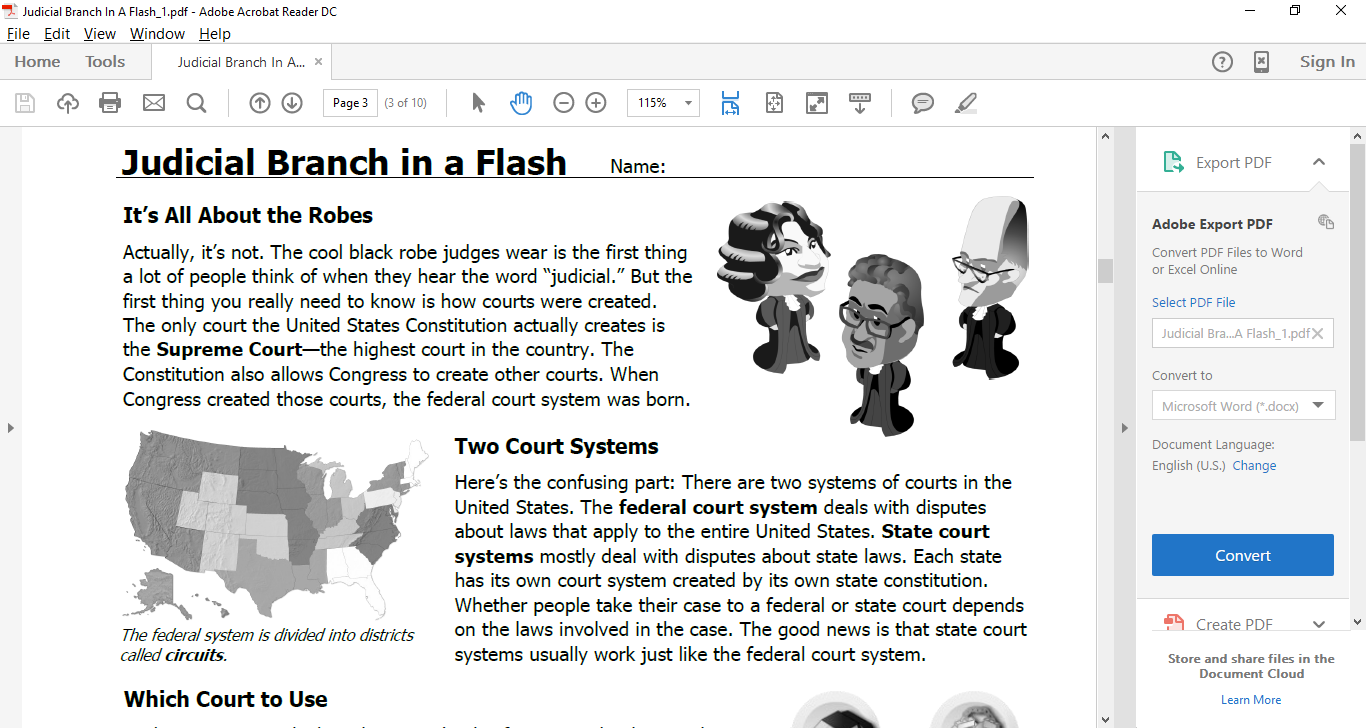 Judicial Branch In A Flash_1.pdf - Adobe Acrobat Reader DC
File Edit View Window Help
Home Tools Judicial Branch In A... × Sign In
Page 3 (3 of 10) 115%
Judicial Branch in a Flash Name:
It's All About the Robes
Actually, it's not. The cool black robe judges wear is the first thing
a lot of people think of when they hear the word "judicial." But the
first thing you really need to know is how courts were created.
The only court the United States Constitution actually creates is
the Supreme Court—the highest court in the country. The
Constitution also allows Congress to create other courts. When
Congress created those courts, the federal court system was born.
The federal system is divided into districts
called circuits.
Two Court Systems
Here's the confusing part: There are two systems of courts in the
United States. The federal court system deals with disputes
about laws that apply to the entire United States. State court
systems mostly deal with disputes about state laws. Each state
has its own court system created by its own state constitution.
Whether people take their case to a federal or state court depends
on the laws involved in the case. The good news is that state court
systems usually work just like the federal court system.
Which Court to Use
Export PDF
Adobe Export PDF
Convert PDF Files to Word
or Excel Online
Select PDF File
Judicial Bra...A Flash_1.pdf
Convert to
Microsoft Word (*.docx)
Document Language:
English (U.S.) Change
Convert
Create PDF
Store and share files in the
Document Cloud
Learn More